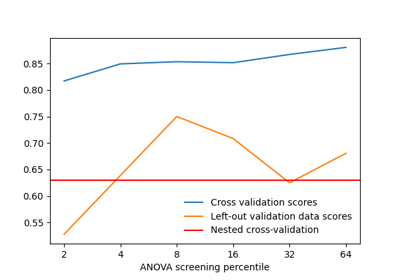 0.85
0.80
0.75
0.70
0.65
0.60
0.55
Cross validation scores
Left-out validation data scores
Nested cross-validation
2 4 8 16 32 64
ANOVA screening percentile